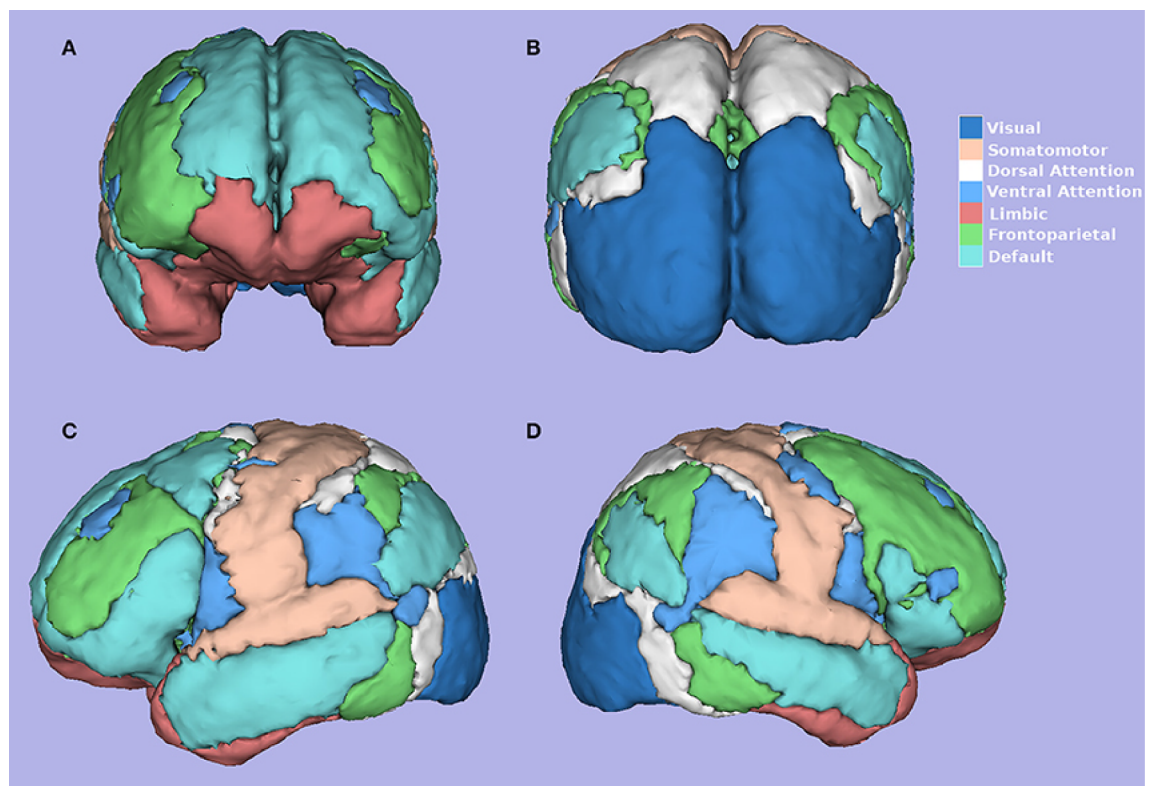 A
B
Visual
Somatomotor
Dorsal Attention
Ventral Attention
Limbic
Frontoparietal
Default
C
D